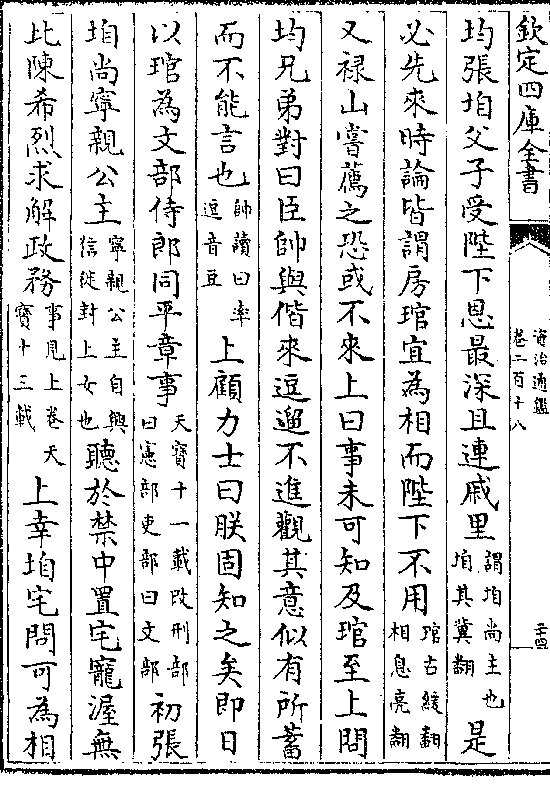 欽定四庫全書
資治通鑑
卷二百十八
二十四
均張垍父子受陛下恩最深且連戚里謂垍尚主也垍其冀翻是
必先來時論皆謂房琯宜為相而陛下不用琯古緩翻相息亮翻
又禄山嘗薦之恐或不來上曰事未可知及琯至上問
均兄弟對曰臣帥與偕來逗遛不進觀其意似有所蓄
而不能言也帥讀曰率逗音豆上顧力士曰朕固知之矣即日
以琯為文部侍郎同平章事天寶十一載改刑部曰憲部吏部曰文部初張
垍尚寧親公主寧親公主自興信徙封上女也聽於禁中置宅寵渥無
比陳希烈求解政務事見上卷天寶十三載上幸垍宅問可為相